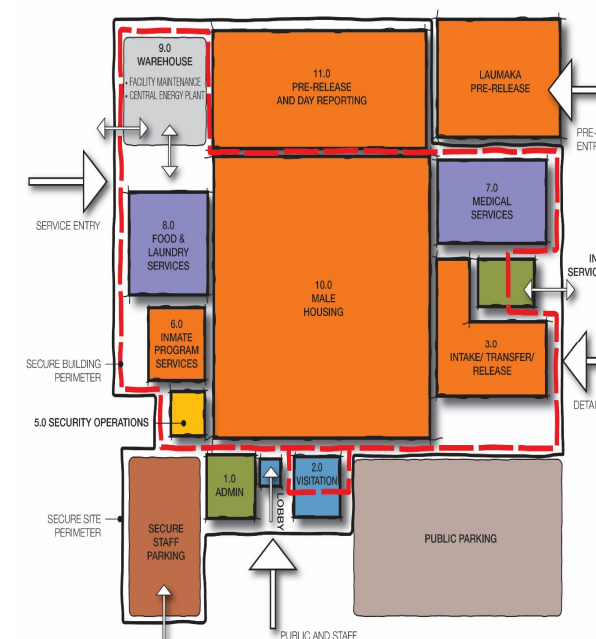 9.0
WAREHOUSE
• FACILITY MAINTENANCE
• CENTRAL ENERGY PLANT
11.0
PRE-RELEASE
AND DAY REPORTING
LAUMAKA
PRE-RELEASE
PRE-
ENTR
SERVICE ENTRY
8.0
FOOD &
LAUNDRY
SERVICES
7.0
MEDICAL
SERVICES
IN
SERVIC
10.0
MALE
HOUSING
6.0
INMATE
PROGRAM
SERVICES
3.0
INTAKE/ TRANSFER/
RELEASE
SECURE BUILDING
PERIMETER
DETAI
5.0 SECURITY OPERATIONS
1.0
ADMIN
LOBBY
2.0
VISITATION
SECURE SITE
PERIMETER
SECURE
STAFF
PARKING
PUBLIC PARKING
PUBLIC AND STAFF